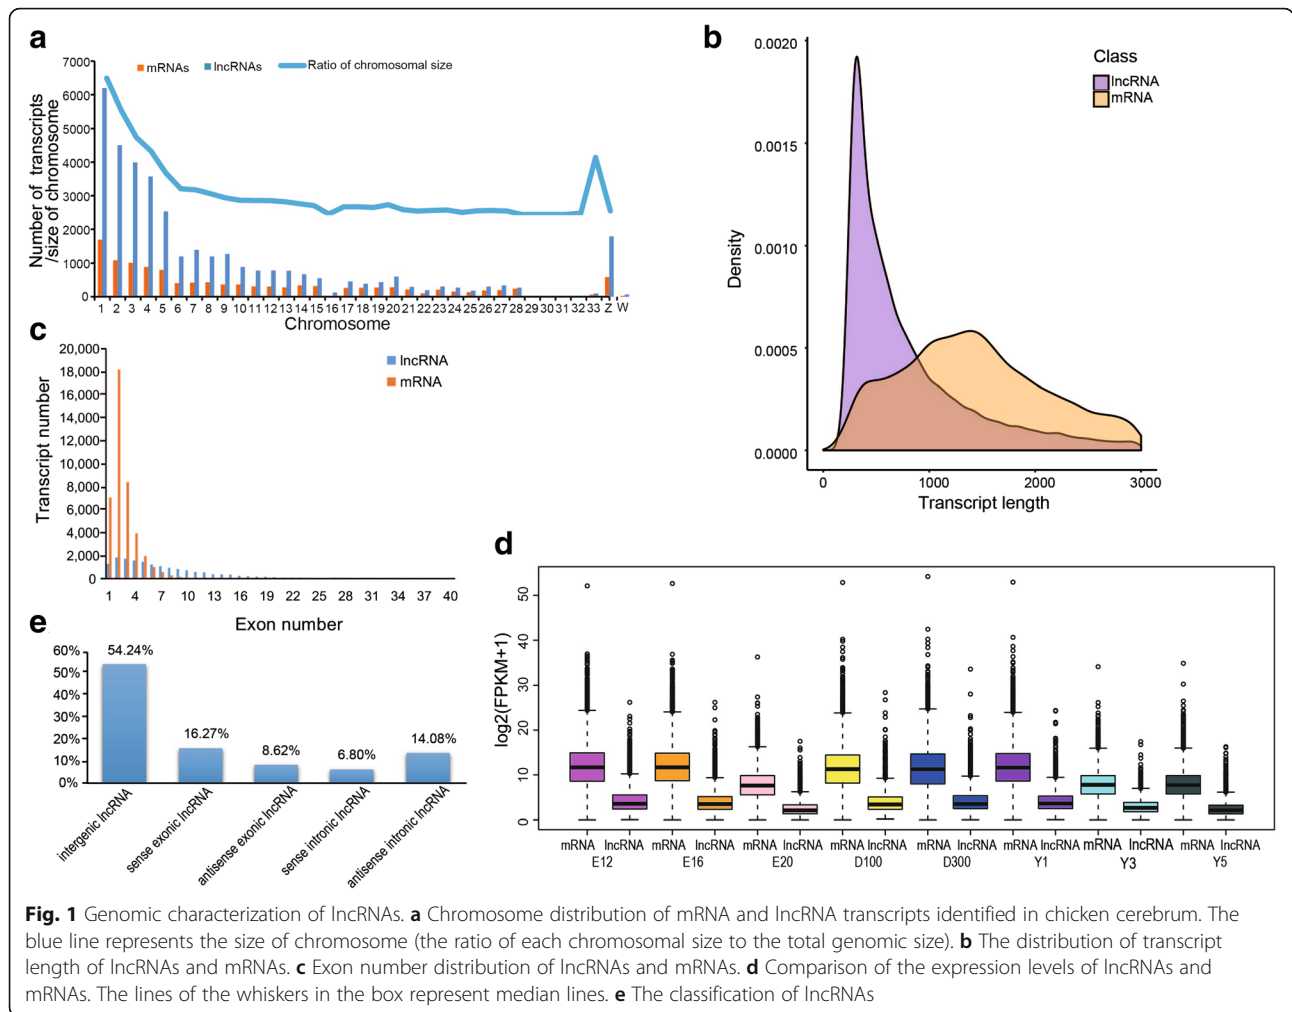 a
7000
6000
5000
4000
3000
2000
1000
0
Number of transcripts
/size of chromosome
mRNAs lncRNAs Ratio of chromosomal size
1 2 3 4 5 6 7 8 9 10 11 12 13 14 15 16 17 18 19 20 21 22 23 24 25 26 27 28 29 30 31 32 33 Z W
Chromosome
b
0.0020
0.0015
0.0010
0.0005
0.0000
Density
Class
lncRNA
mRNA
0 1000 2000 3000
Transcript length
c
20,000
18,000
16,000
14,000
12,000
10,000
8,000
6,000
4,000
2,000
0
Transcript number
lncRNA
mRNA
1 4 7 10 13 16 19 22 25 28 31 34 37 40
Exon number
d
50
40
30
20
10
0
log2(FPKM+1)
mRNA lncRNA mRNA lncRNA mRNA lncRNA mRNA lncRNA mRNA lncRNA mRNA lncRNA mRNA lncRNA mRNA lncRNA
E12 E16 E20 D100 D300 Y1 Y3 Y5
e
60%
50%
40%
30%
20%
10%
0%
54.24%
16.27%
8.62%
6.80%
14.08%
intergenic lncRNA
sense exonic lncRNA
antisense exonic lncRNA
sense intronic lncRNA
antisense intronic lncRNA
Fig. 1 Genomic characterization of lncRNAs. a Chromosome distribution of mRNA and lncRNA transcripts identified in chicken cerebrum. The
blue line represents the size of chromosome (the ratio of each chromosomal size to the total genomic size). b The distribution of transcript
length of lncRNAs and mRNAs. c Exon number distribution of lncRNAs and mRNAs. d Comparison of the expression levels of lncRNAs and
mRNAs. The lines of the whiskers in the box represent median lines. e The classification of lncRNAs